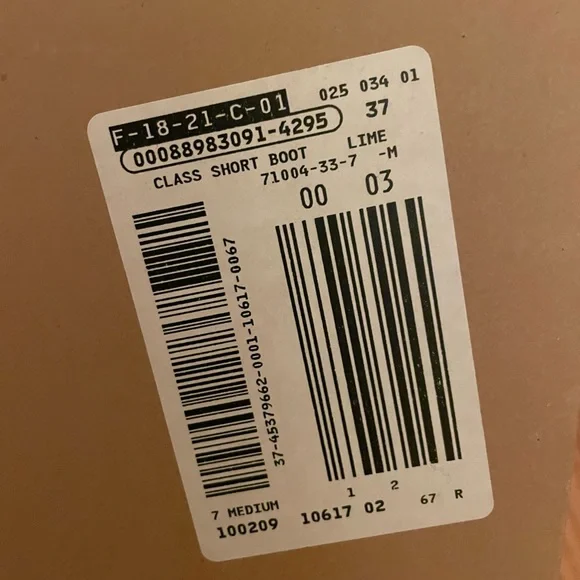 F-18-21-C-01 025 034 01
00088983091-4295 37
CLASS SHORT BOOT LIME
71004-33-7 -M
00 03
37-45379662-0001-10617-0067
1 2
7 MEDIUM 67 R
100209 10617 02